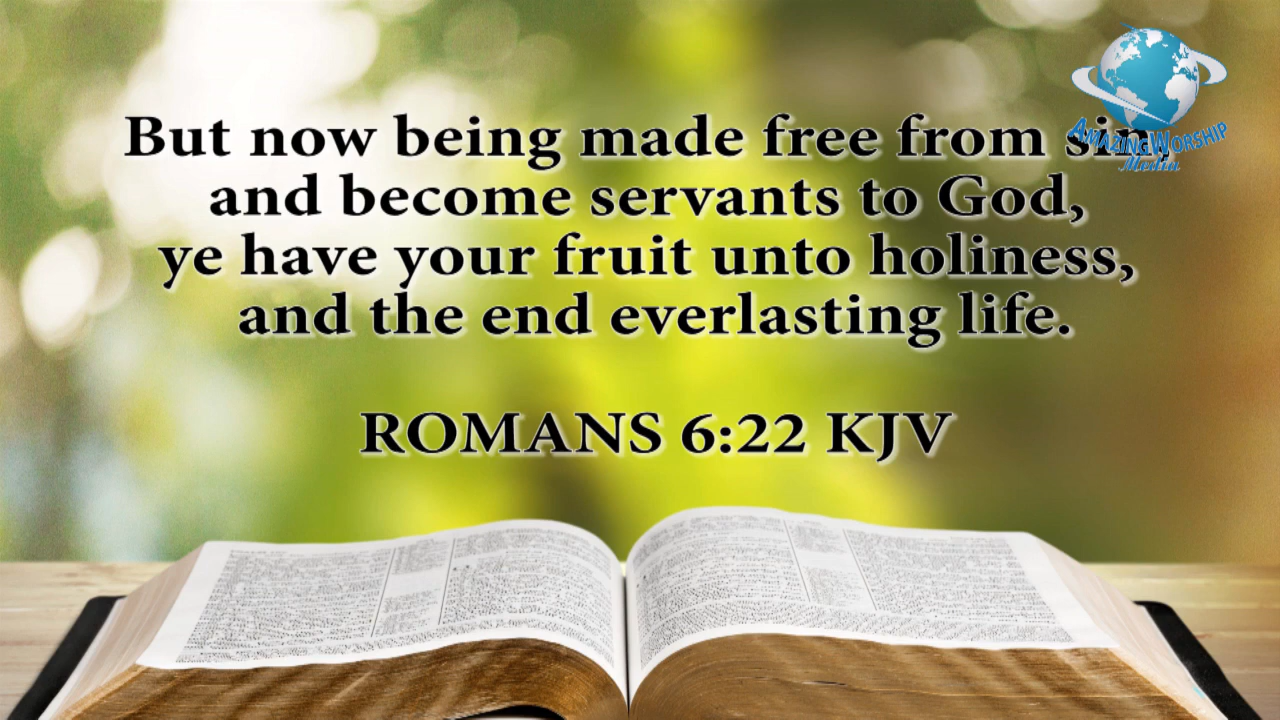 But now being made free from sin,
and become servants to God,
ye have your fruit unto holiness,
and the end everlasting life.
ROMANS 6:22 KJV
AMAZING WORSHIP
Media